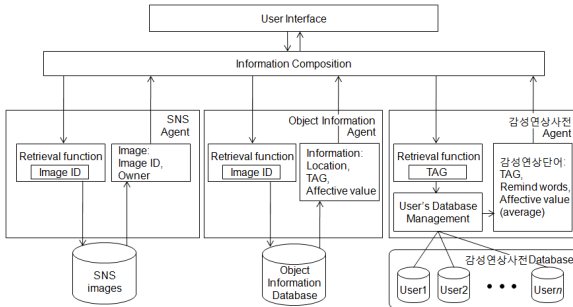 User Interface
Information Composition
SNS
Agent
Retrieval function
Image ID
Image:
Image ID,
Owner
SNS
images
Object Information
Agent
Retrieval function
Image ID
Information:
Location,
TAG,
Affective value
Object
Information
Database
감성연상사전
Agent
Retrieval function
TAG
User's Database
Management
감성연상단어:
TAG,
Remind words,
Affective value
(average)
감성연상사전Database
User1
User2
• • •
Usern